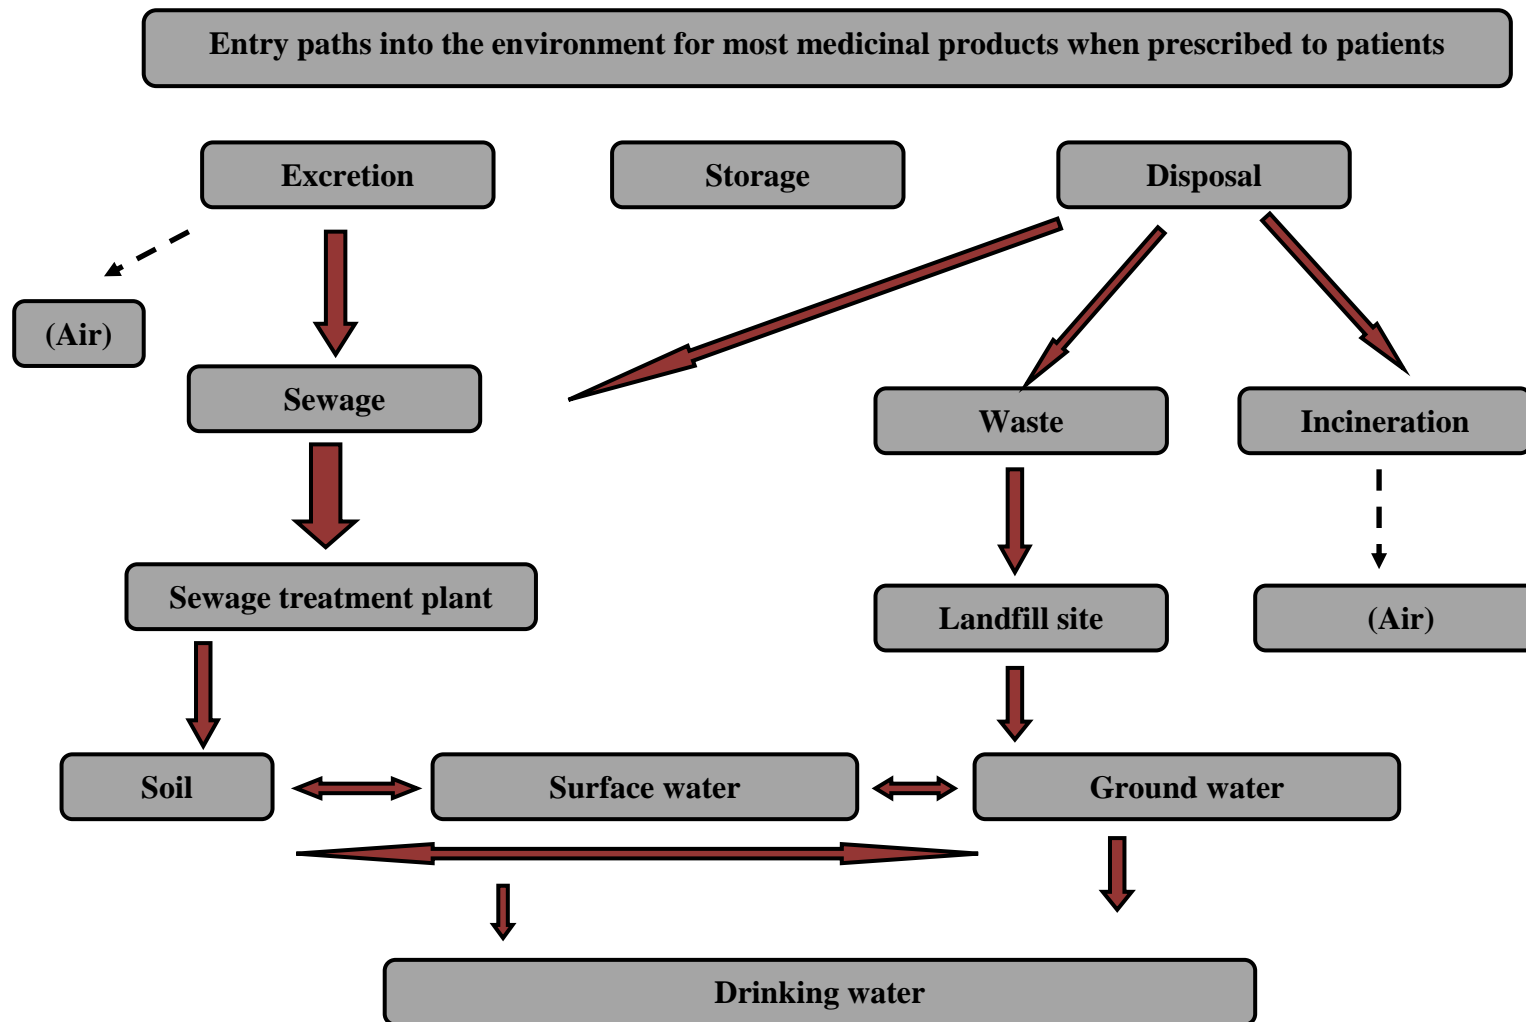 Entry paths into the environment for most medicinal products when prescribed to patients
Excretion
Storage
Disposal
(Air)
Sewage
Waste
Incineration
Sewage treatment plant
Landfill site
(Air)
Soil
Surface water
Ground water
Drinking water